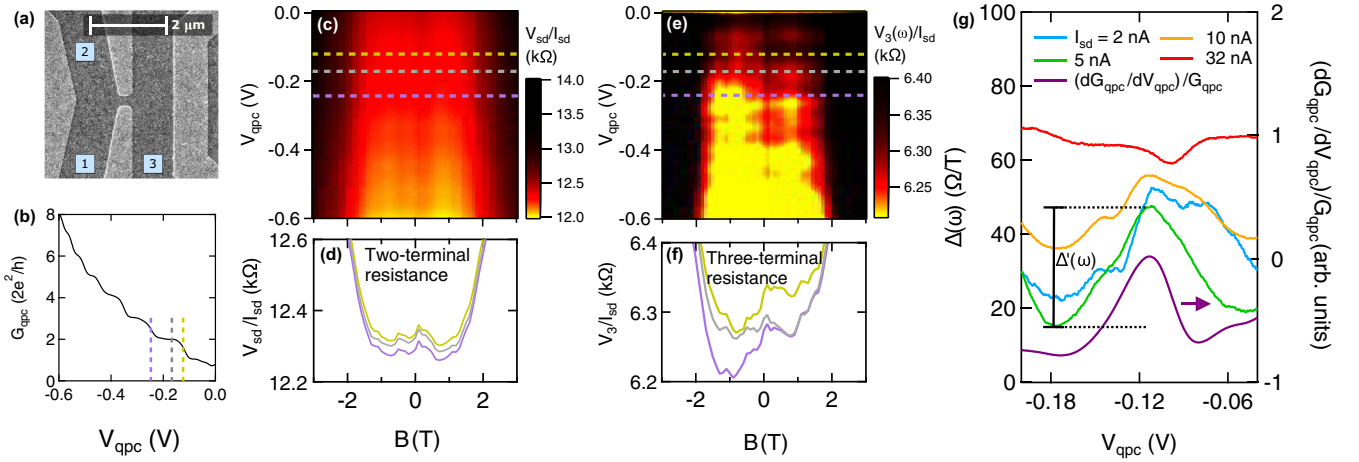 (a)
2 μm
2
1
3
(b)
8
6
4
2
0
G_qpc (2e²/h)
-0.6
-0.4
-0.2
0.0
V_qpc (V)
(c)
0.0
-0.2
-0.4
-0.6
V_qpc (V)
V_sd/I_sd
(kΩ)
14.0
13.5
13.0
12.5
12.0
(d)
Two-terminal
resistance
12.6
12.4
12.2
V_sd/I_sd (kΩ)
-2
0
2
B(T)
(e)
0.0
-0.2
-0.4
-0.6
V_qpc (V)
V_3(ω)/I_sd
(kΩ)
6.40
6.35
6.30
6.25
(f)
Three-terminal
resistance
6.4
6.3
6.2
V_3/I_sd (kΩ)
-2
0
2
B(T)
(g)
100
80
60
40
20
0
Δ(ω) (Ω/T)
I_sd = 2 nA
10 nA
5 nA
32 nA
(dG_qpc/dV_qpc)/G_qpc
Δ'(ω)
2
1
0
-1
(dG_qpc/dV_qpc)/G_qpc(arb. units)
-0.18
-0.12
-0.06
V_qpc (V)